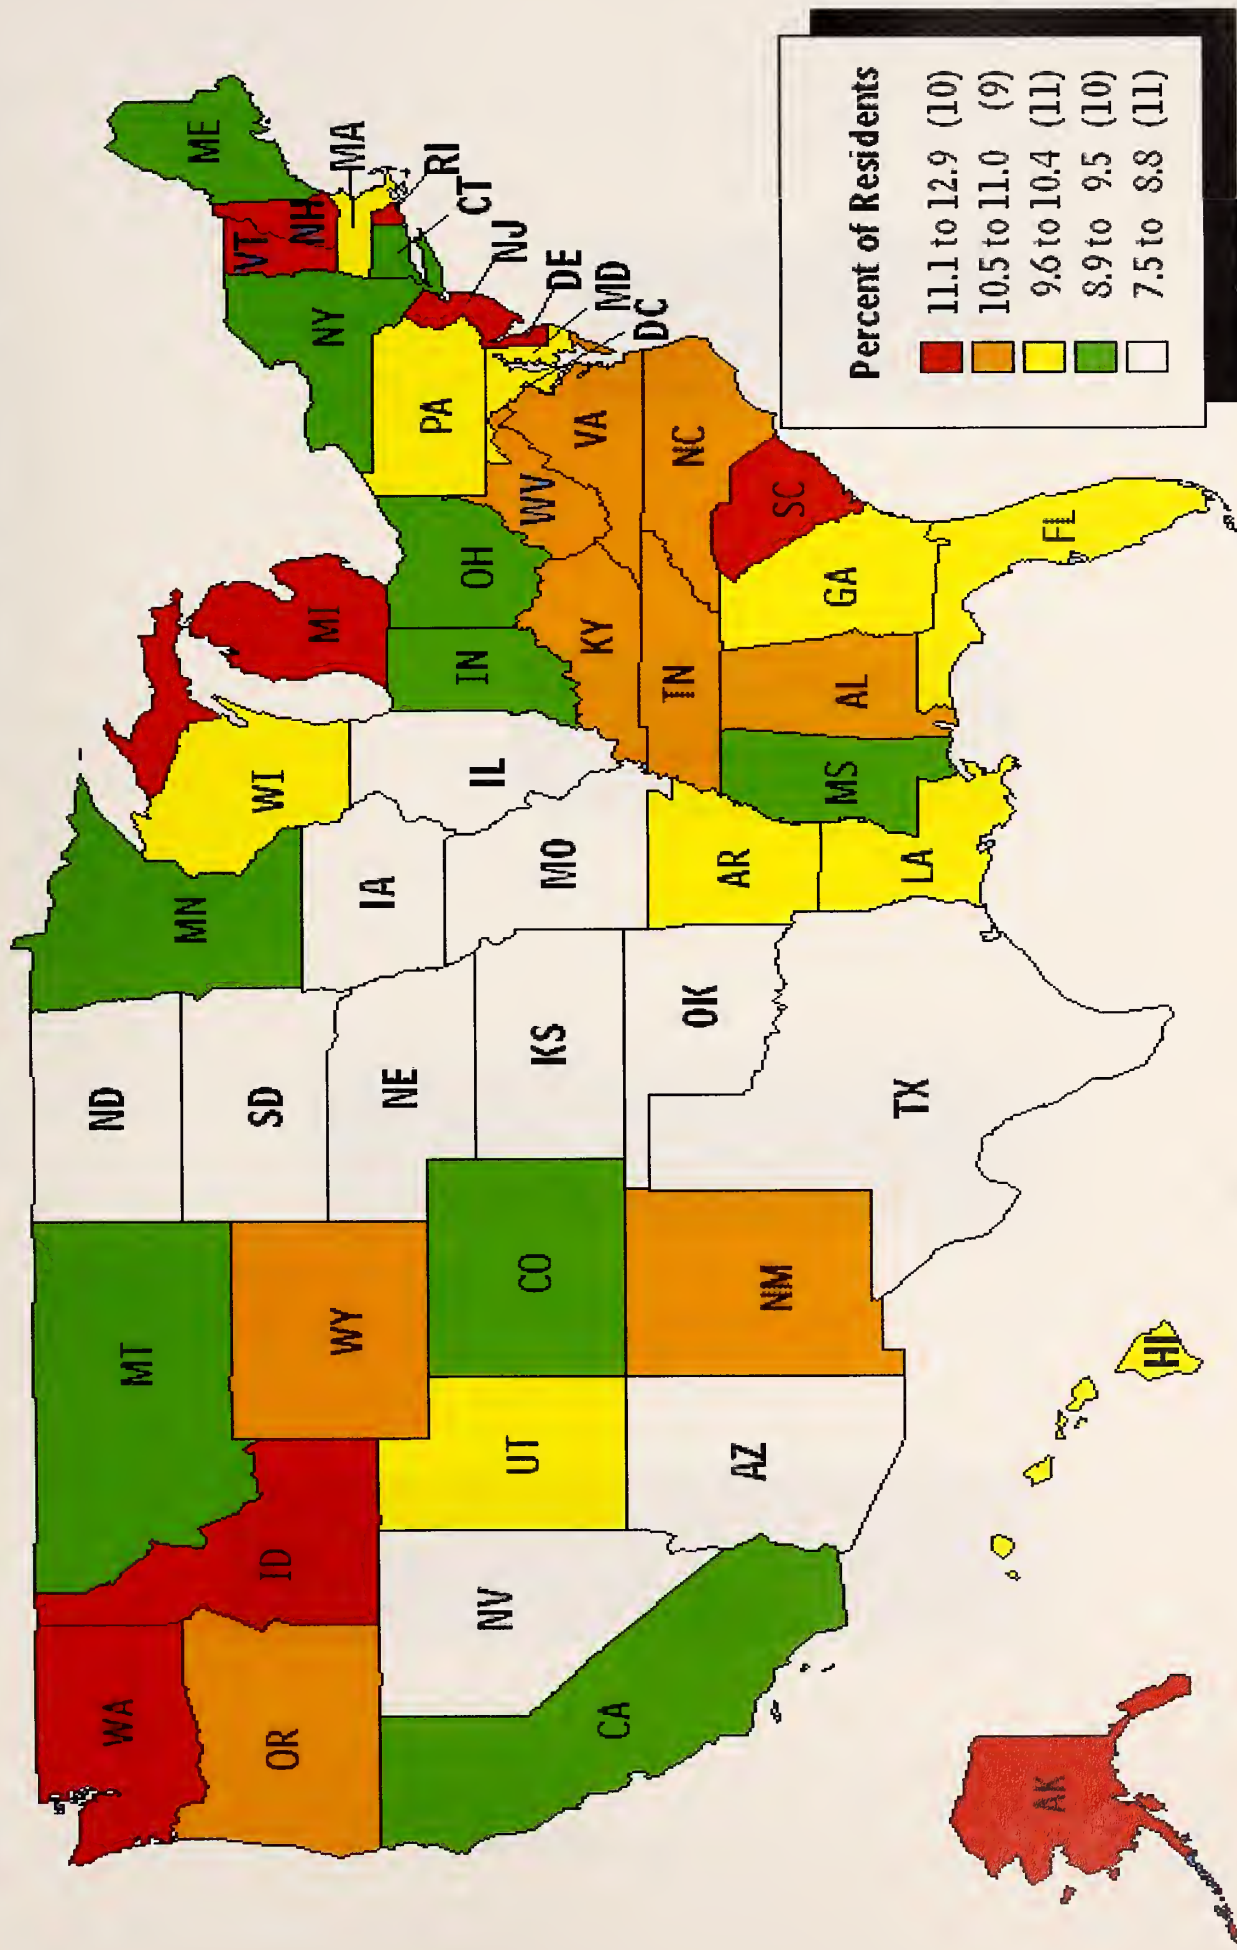 WA
OR
CA
ID
NV
MT
WY
UT
AZ
CO
NM
ND
SD
NE
KS
OK
TX
MN
IA
MO
AR
LA
WI
IL
MS
MI
IN
KY
TN
AL
OH
WV
GA
FL
SC
NC
VA
PA
NY
VT
NH
ME
MA
RI
CT
NJ
DE
MD
DC
AK
HI
Percent of Residents
11.1 to 12.9 (10)
10.5 to 11.0 (9)
9.6 to 10.4 (11)
8.9 to 9.5 (10)
7.5 to 8.8 (11)